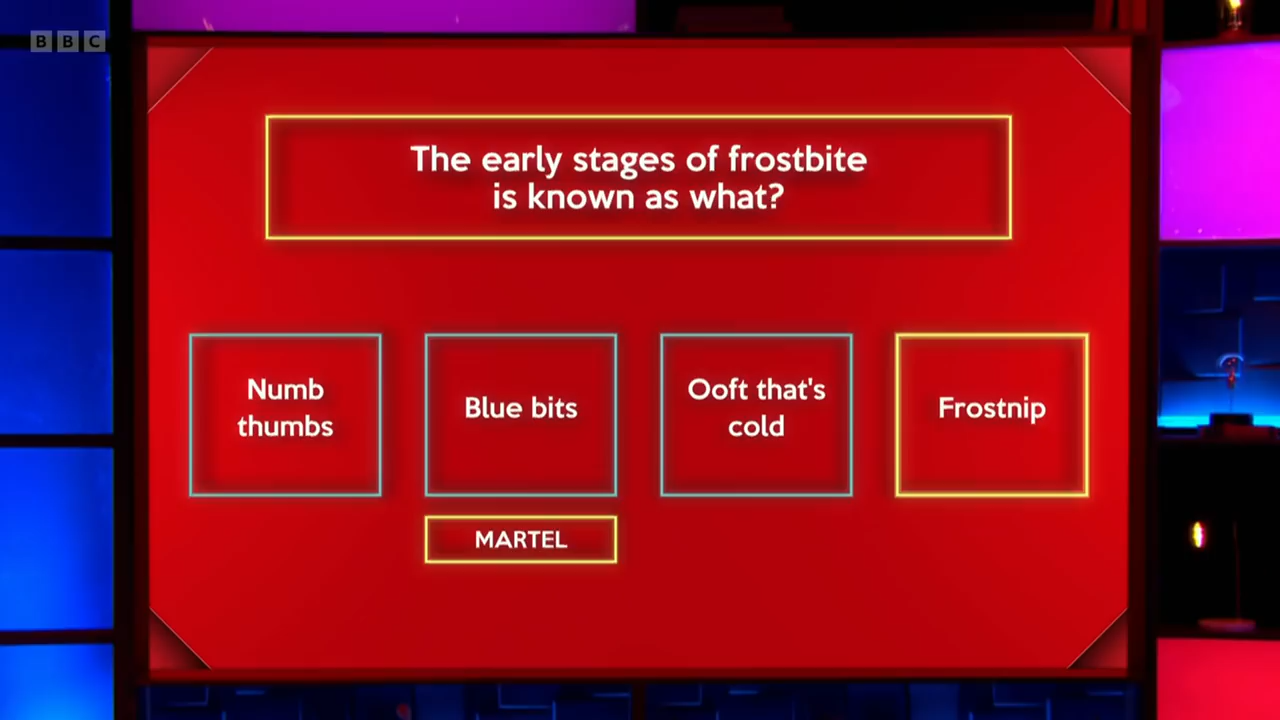 BBC
The early stages of frostbite
is known as what?
Numb
thumbs
Blue bits
Ooft that's
cold
Frostnip
MARTEL